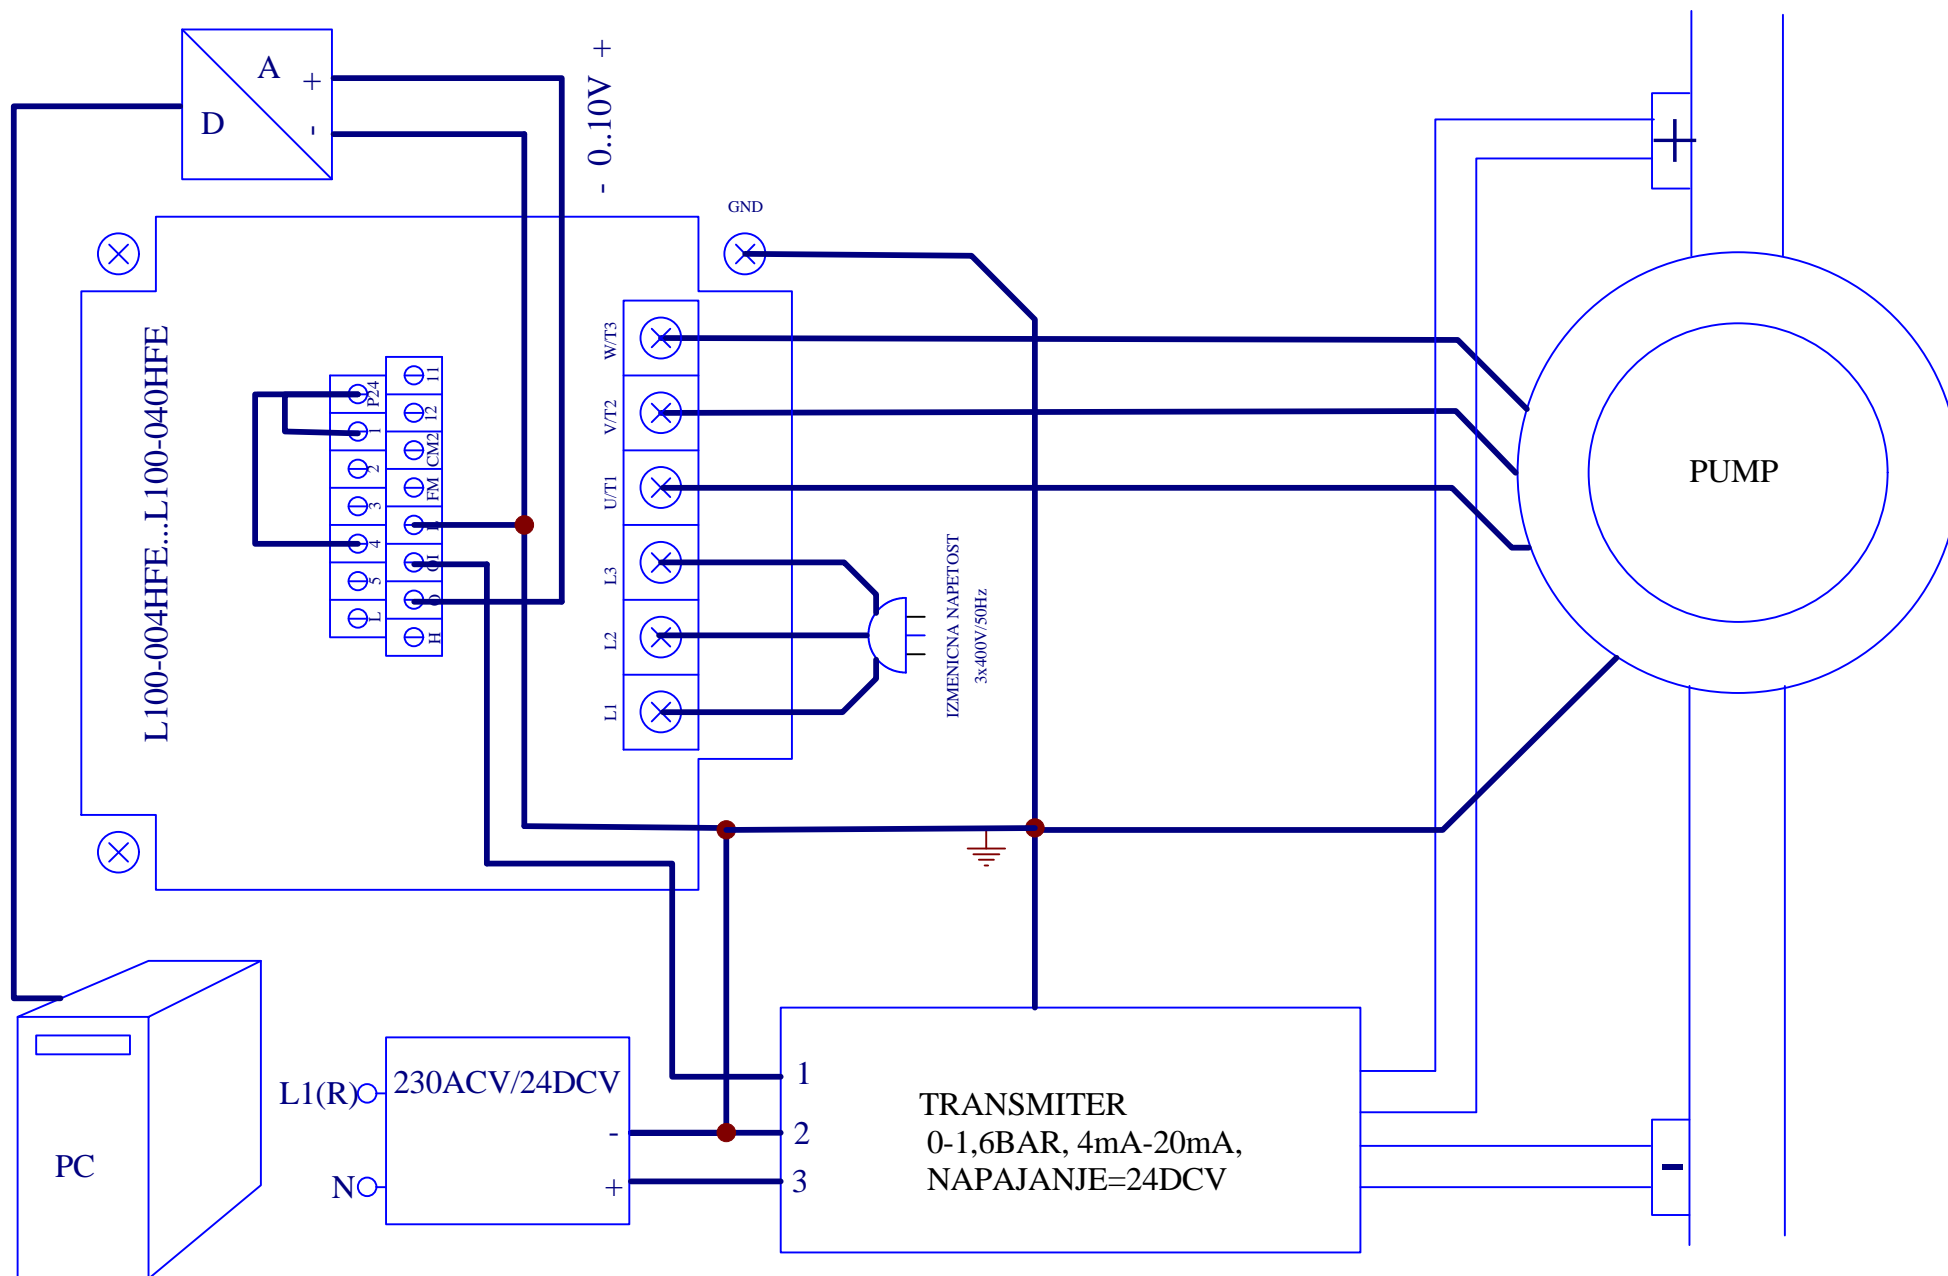 A
+
D
-
- 0..10V +
GND
L100-004HFE...L100-040HFE
P24
1
2
3
4
5
L
11
12
CM2
FM
OI
O
H
W/T3
V/T2
U/T1
L3
L2
L1
IZMENICNA NAPETOST
3x400V/50Hz
+
PUMP
-
PC
L1(R)
N
230ACV/24DCV
-
+
1
2
3
TRANSMITER
0-1,6BAR, 4mA-20mA,
NAPAJANJE=24DCV